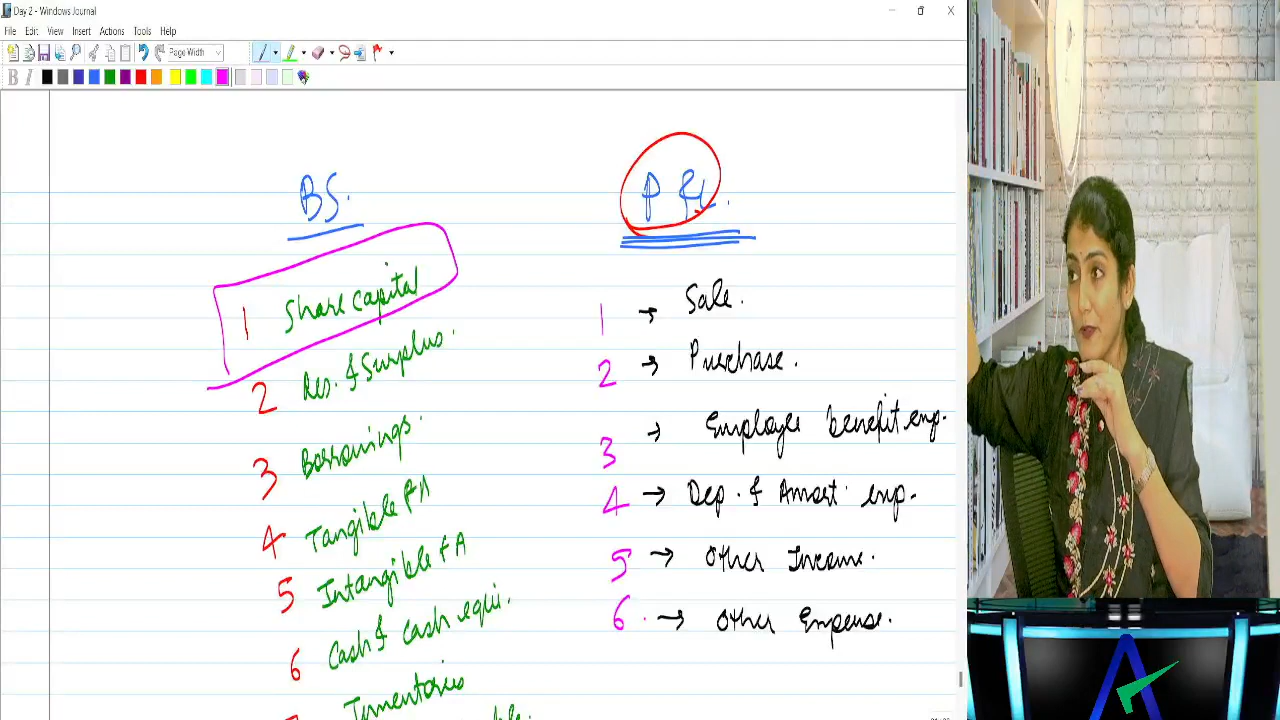 Day 2 - Windows Journal
File Edit View Insert Actions Tools Help
Page Width
B I
BS.
1 Share capital
2 Res. & Surplus.
3 Borrowings.
4 Tangible FA
5 Intangible FA
6 Cash & cash equi.
Inventories
P &L.
1 → Sale.
2 → Purchase.
3 → Employee benefit exp.
4 → Dep. & Amort. exp.
5 → Other Income.
6 → Other Expense.